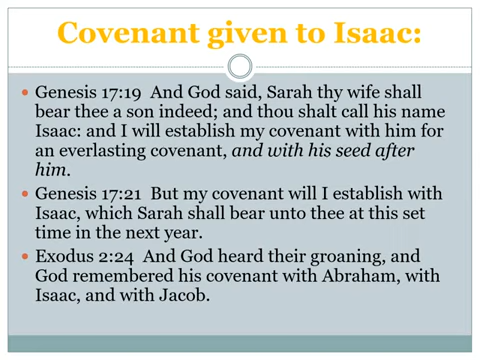 Covenant given to Isaac:
Genesis 17:19 And God said, Sarah thy wife shall
bear thee a son indeed; and thou shalt call his name
Isaac: and I will establish my covenant with him for
an everlasting covenant, and with his seed after
him.
Genesis 17:21 But my covenant will I establish with
Isaac, which Sarah shall bear unto thee at this set
time in the next year.
Exodus 2:24 And God heard their groaning, and
God remembered his covenant with Abraham, with
Isaac, and with Jacob.